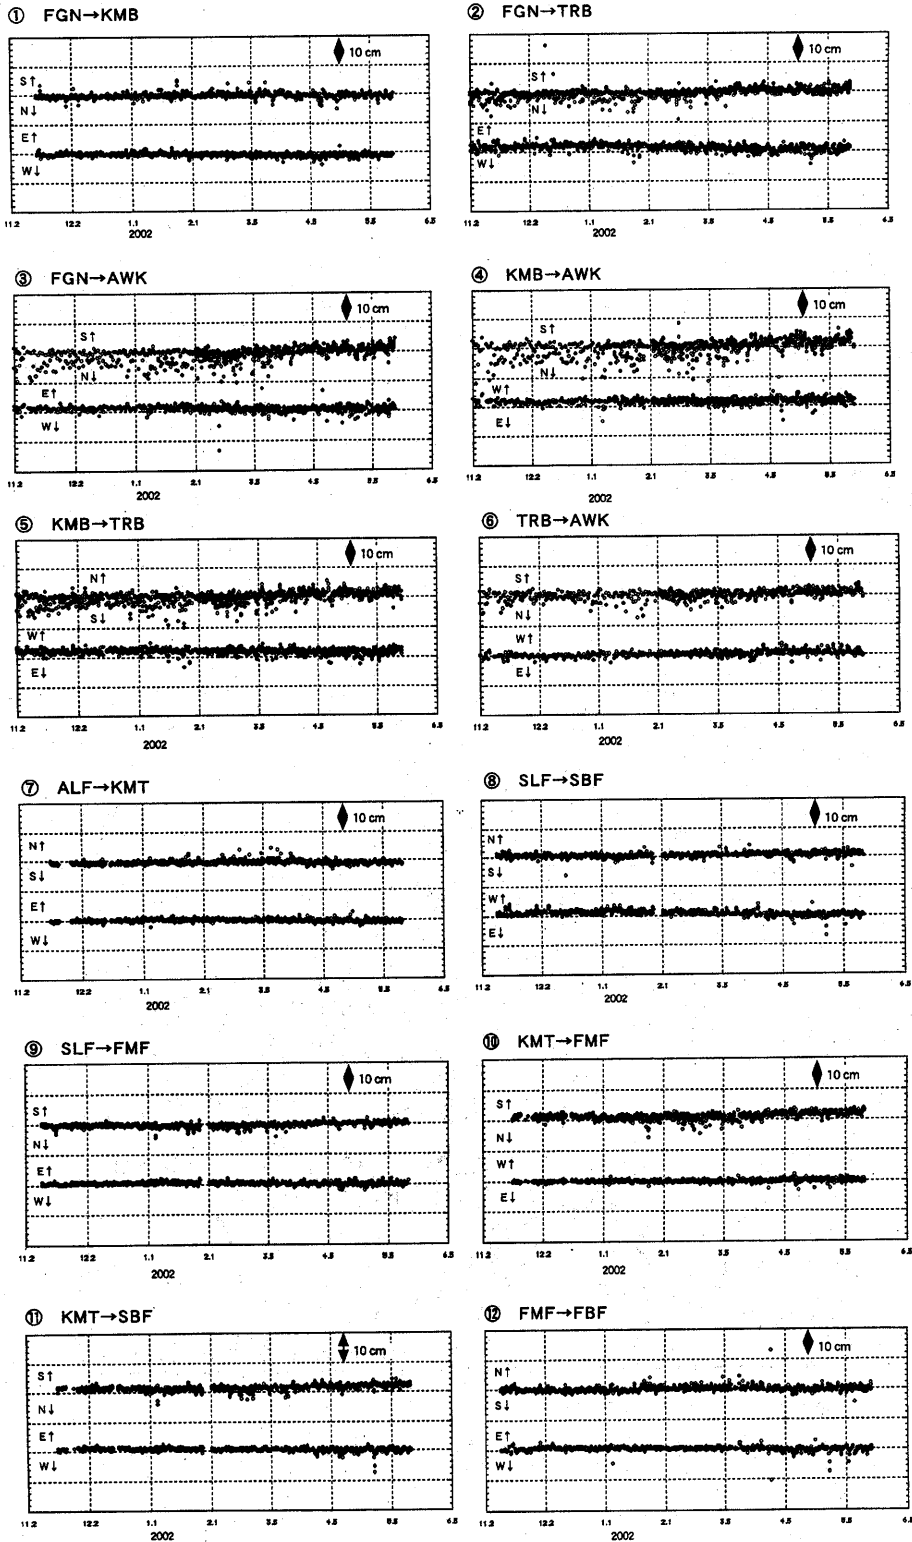 ① FGN→KMB
10 cm
S↑
N↓
E↑
W↓
11.2 12.2 1.1 2.1 3.5 4.5 5.5 6.5
2002
② FGN→TRB
10 cm
S↑
N↓
E↑
W↓
11.2 12.2 1.1 2.1 3.5 4.5 5.5 6.5
2002
③ FGN→AWK
10 cm
S↑
N↓
E↑
W↓
11.2 12.2 1.1 2.1 3.5 4.5 5.5 6.5
2002
④ KMB→AWK
10 cm
S↑
N↓
W↑
E↓
11.2 12.2 1.1 2.1 3.5 4.5 5.5 6.5
2002
⑤ KMB→TRB
10 cm
N↑
S↓
W↑
E↓
11.2 12.2 1.1 2.1 3.5 4.5 5.5 6.5
2002
⑥ TRB→AWK
10 cm
S↑
N↓
W↑
E↓
11.2 12.2 1.1 2.1 3.5 4.5 5.5 6.5
2002
⑦ ALF→KMT
10 cm
N↑
S↓
E↑
W↓
11.2 12.2 1.1 2.1 3.5 4.5 5.5 6.5
2002
⑧ SLF→SBF
10 cm
N↑
S↓
W↑
E↓
11.2 12.2 1.1 2.1 3.5 4.5 5.5 6.5
2002
⑨ SLF→FMF
10 cm
S↑
N↓
E↑
W↓
11.2 12.2 1.1 2.1 3.5 4.5 5.5 6.5
2002
⑩ KMT→FMF
10 cm
S↑
N↓
W↑
E↓
11.2 12.2 1.1 2.1 3.5 4.5 5.5 6.5
2002
⑪ KMT→SBF
10 cm
S↑
N↓
E↑
W↓
11.2 12.2 1.1 2.1 3.5 4.5 5.5 6.5
2002
⑫ FMF→FBF
10 cm
N↑
S↓
E↑
W↓
11.2 12.2 1.1 2.1 3.5 4.5 5.5 6.5
2002